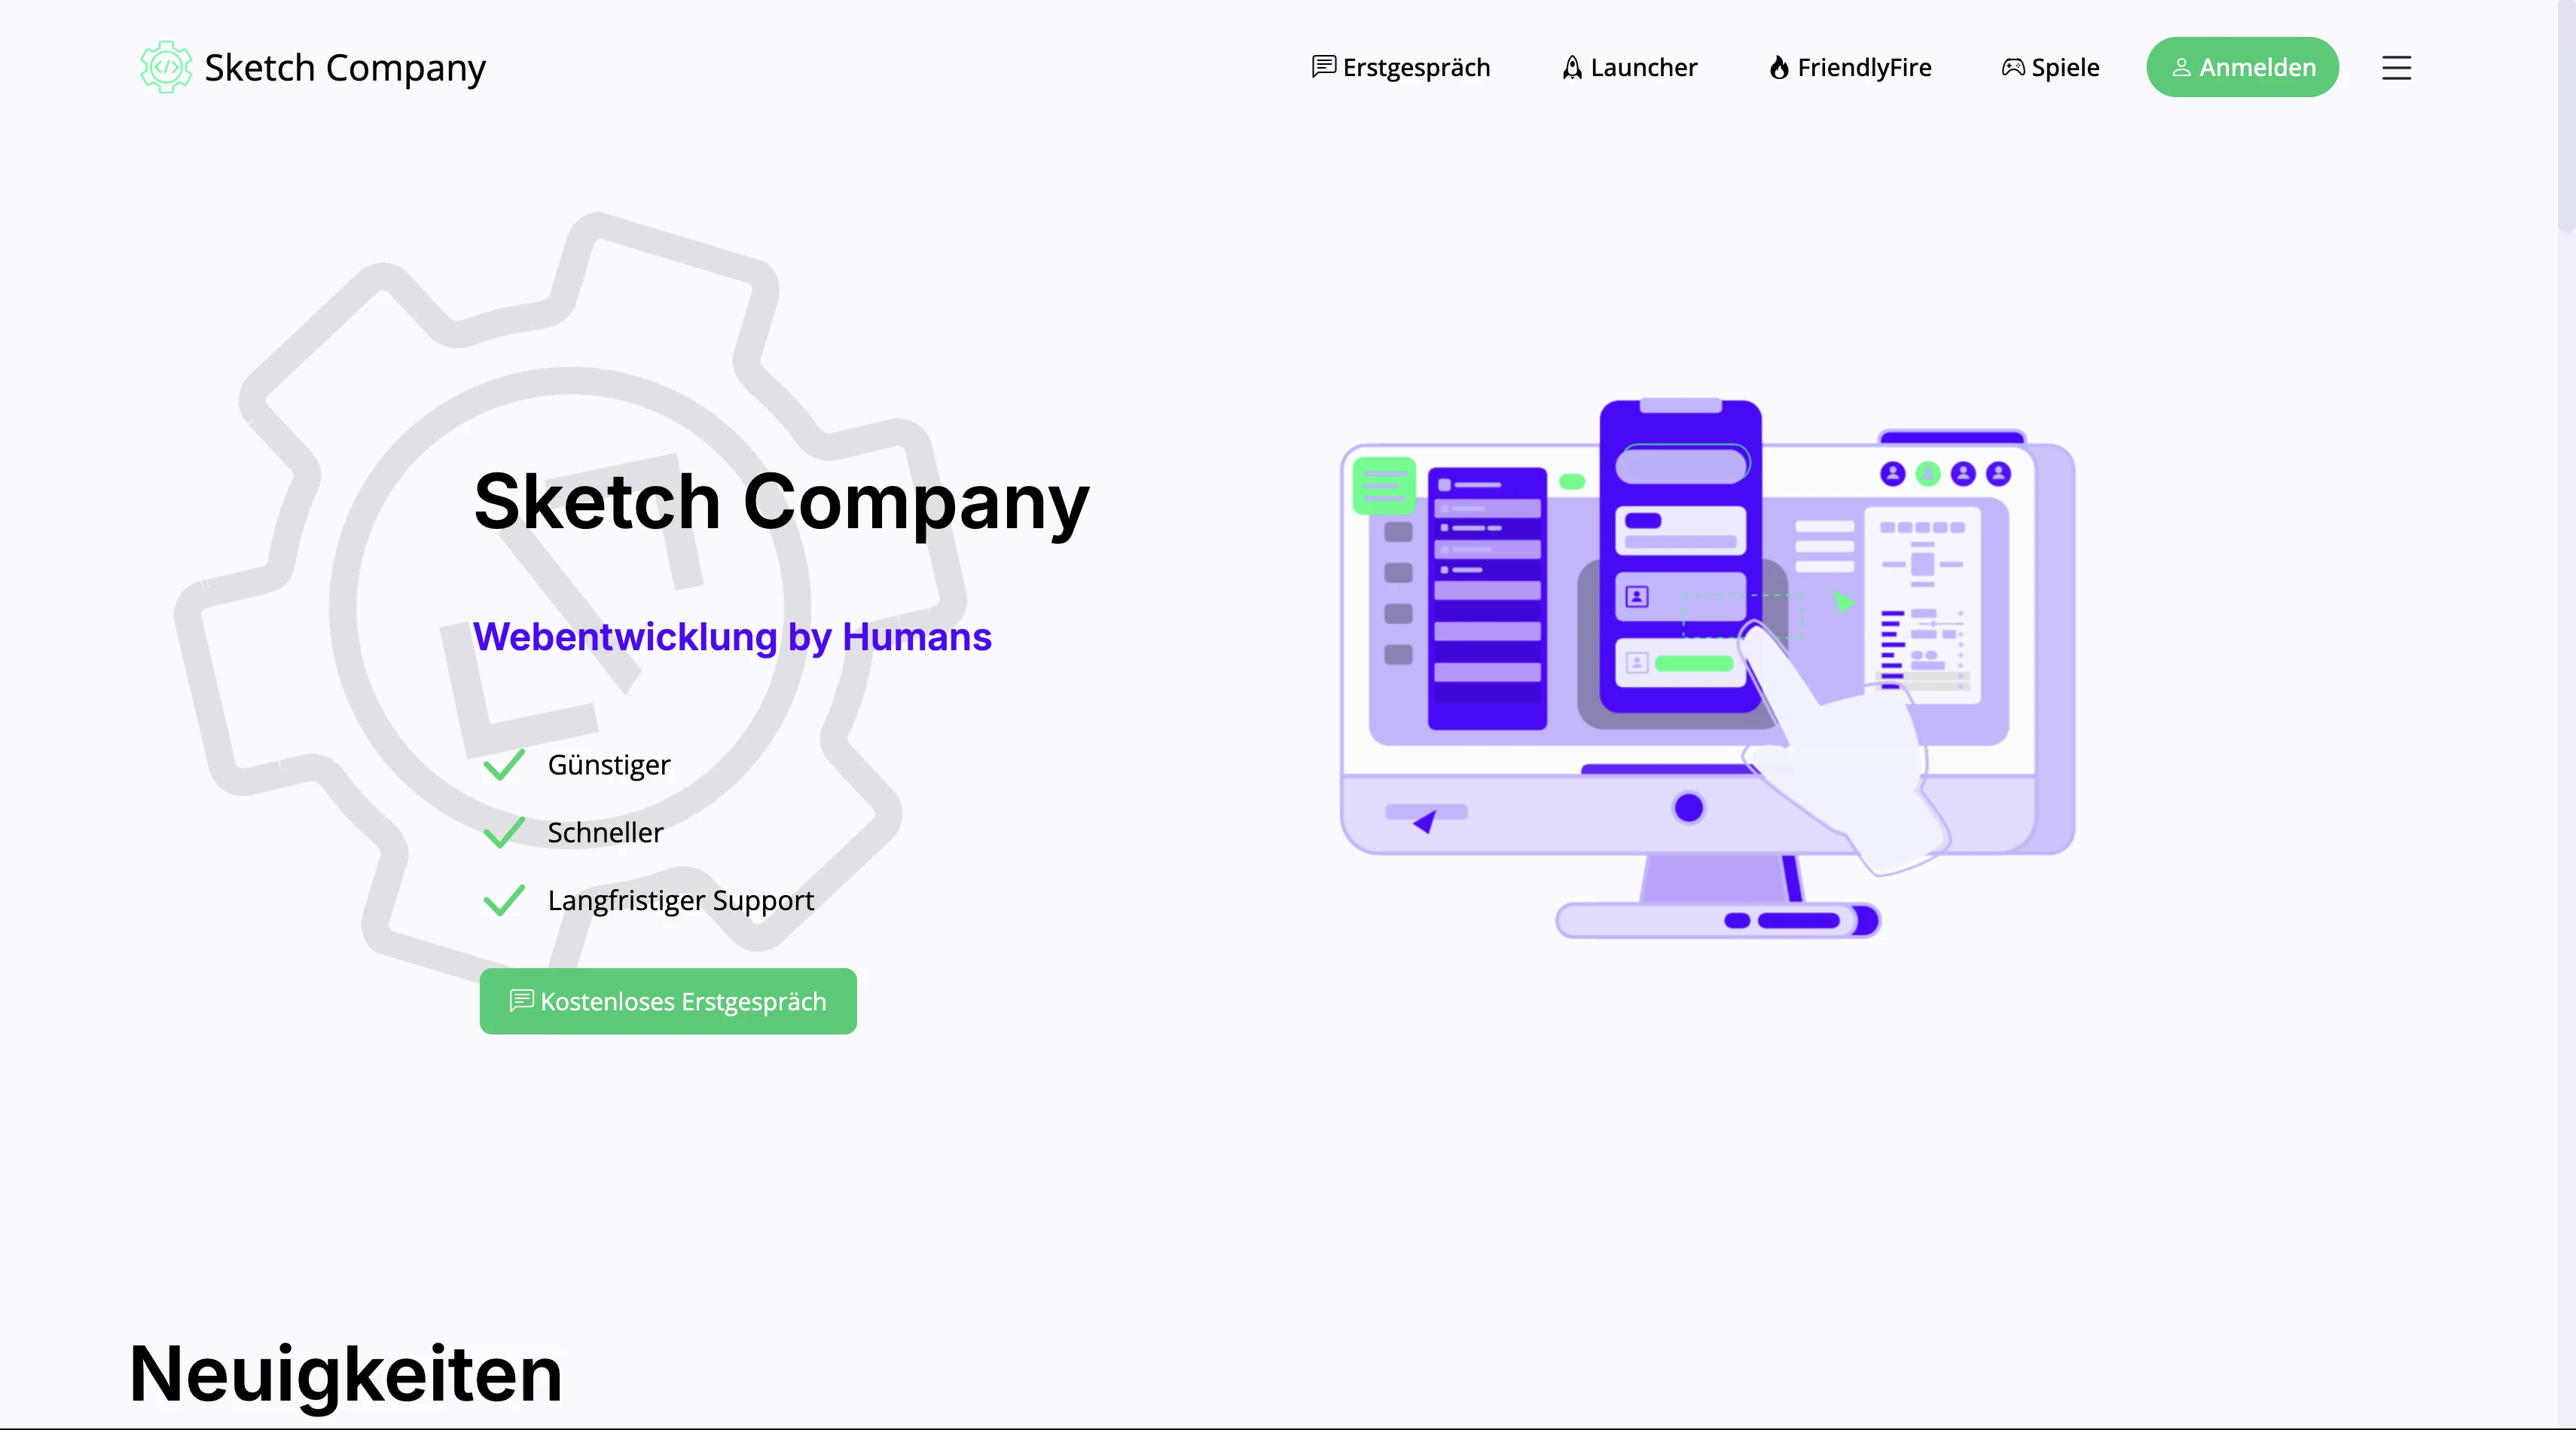 Sketch Company
Erstgespräch
Launcher
FriendlyFire
Spiele
Anmelden
Sketch Company
Webentwicklung by Humans
Günstiger
Schneller
Langfristiger Support
Kostenloses Erstgespräch
Neuigkeiten